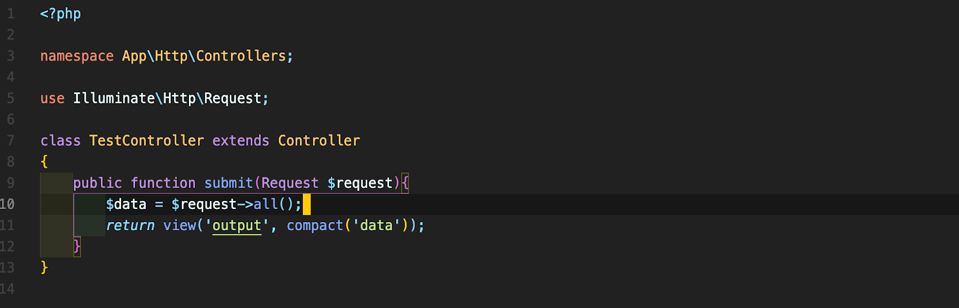 1 <?php
2
3 namespace App\Http\Controllers;
4
5 use Illuminate\Http\Request;
6
7 class TestController extends Controller
8 {
9     public function submit(Request $request){
10         $data = $request->all();
11         return view('output', compact('data'));
12     }
13 }
14